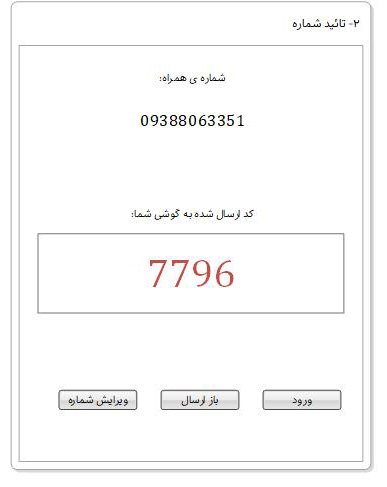 ۲- تائید شماره
شماره ی همراه:
09388063351
کد ارسال شده به گوشی شما:
7796
ورود
باز ارسال
ویرایش شماره